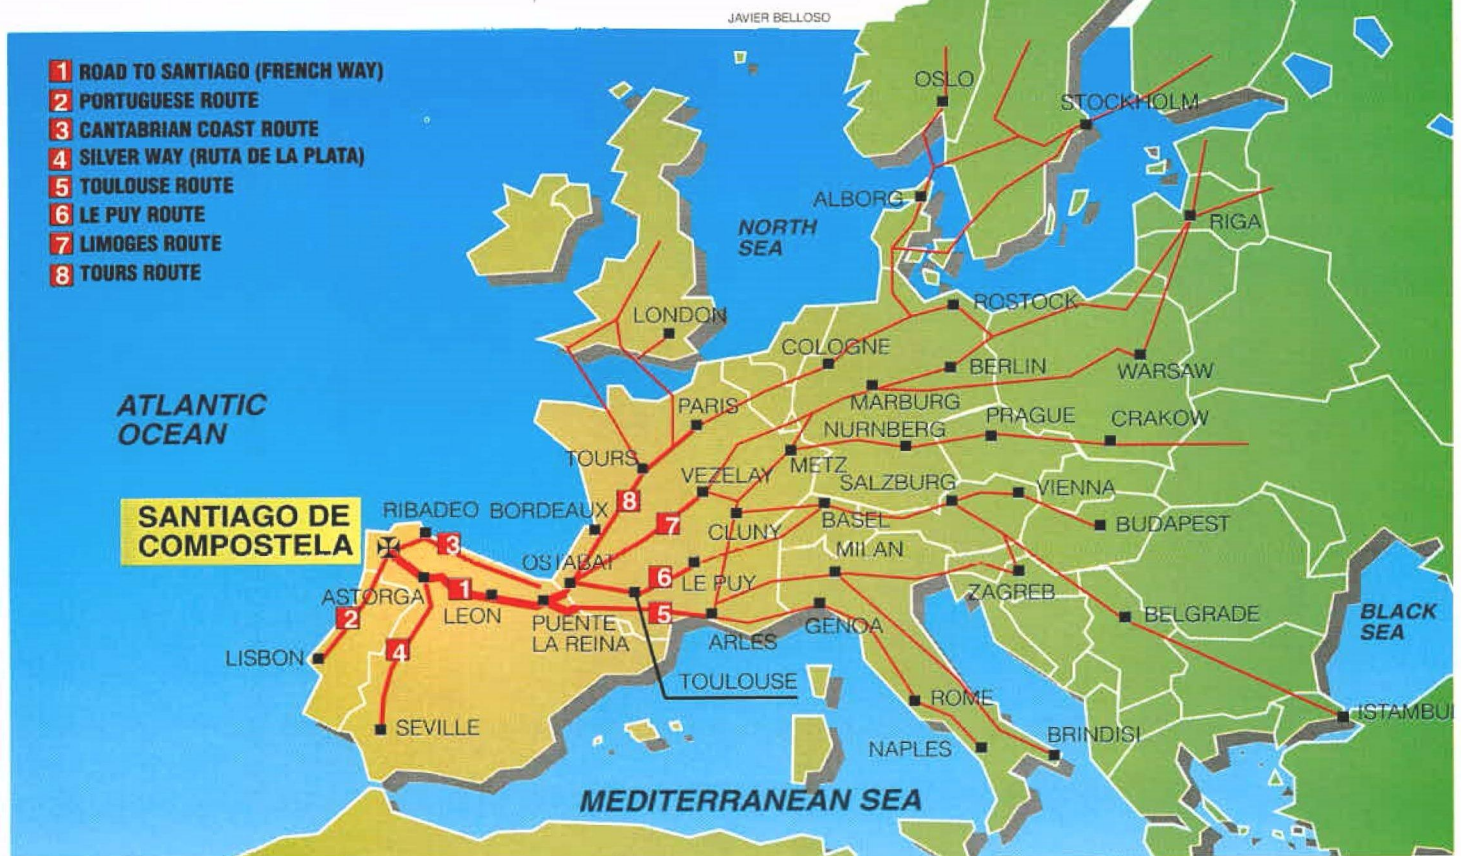 JAVIER BELLOSO
1 ROAD TO SANTIAGO (FRENCH WAY)
2 PORTUGUESE ROUTE
3 CANTABRIAN COAST ROUTE
4 SILVER WAY (RUTA DE LA PLATA)
5 TOULOUSE ROUTE
6 LE PUY ROUTE
7 LIMOGES ROUTE
8 TOURS ROUTE
OSLO
STOCKHOLM
ALBORG
RIGA
NORTH
SEA
LONDON
ROSTOCK
COLOGNE
BERLIN
WARSAW
MARBURG
ATLANTIC
OCEAN
PARIS
PRAGUE
CRAKOW
NURNBERG
TOURS
METZ
VEZELAY
SALZBURG
VIENNA
8
SANTIAGO DE
COMPOSTELA
RIBADEO
BORDEAUX
7
CLUNY
BASEL
BUDAPEST
3
MILAN
OSTABAT
6
LE PUY
1
ASTORGA
LEON
ZAGREB
2
PUENTE
LA REINA
5
ARLES
GENOA
BELGRADE
BLACK
SEA
4
LISBON
TOULOUSE
ROME
ISTAMBUL
SEVILLE
NAPLES
BRINDISI
MEDITERRANEAN SEA